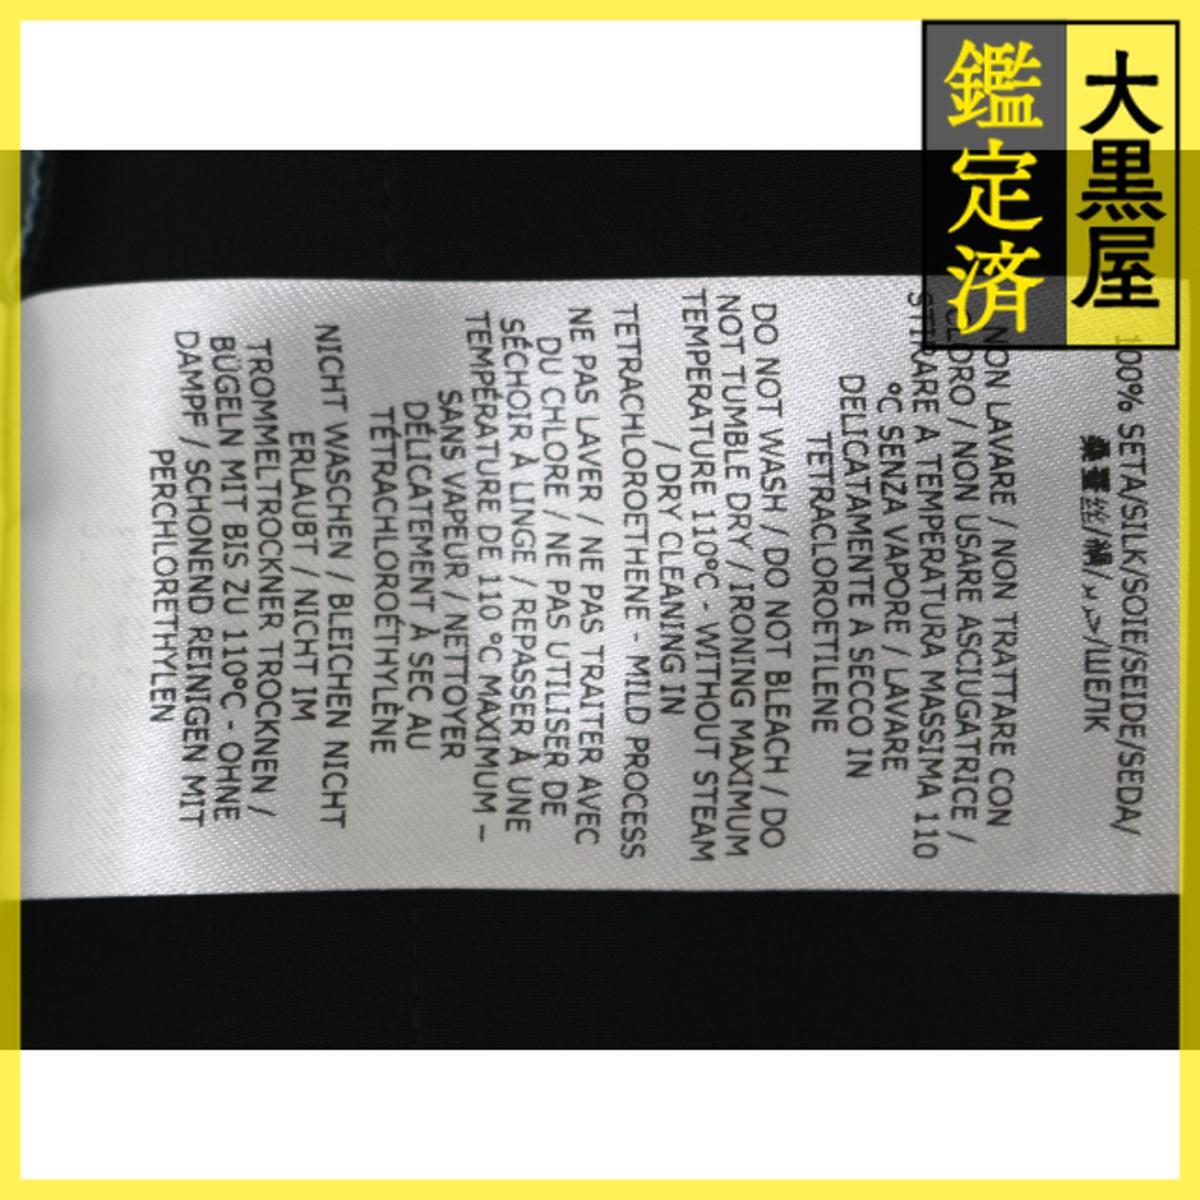 大黒屋
鑑定済
100% SETA/SILK/SOIE/SEIDE/SEDA/
/ШЕЛК
NON LAVARE / NON TRATTARE CON
CLORO / NON USARE ASCIUGATRICE /
STIRARE A TEMPERATURA MASSIMA 110
°C SENZA VAPORE / LAVARE
DELICATAMENTE A SECCO IN
TETRACLOROETILENE
DO NOT WASH / DO NOT BLEACH / DO
NOT TUMBLE DRY / IRONING MAXIMUM
TEMPERATURE 110°C - WITHOUT STEAM
/ DRY CLEANING IN
TETRACHLOROETHENE - MILD PROCESS
NE PAS LAVER / NE PAS TRAITER AVEC
DU CHLORE / NE PAS UTILISER DE
SÉCHOIR À LINGE / REPASSER À UNE
TEMPÉRATURE DE 110 °C MAXIMUM –
SANS VAPEUR / NETTOYER
DÉLICATEMENT À SEC AU
TÉTRACHLOROÉTHYLÈNE
NICHT WASCHEN / BLEICHEN NICHT
ERLAUBT / NICHT IM
TROMMELTROCKNER TROCKNEN /
BÜGELN MIT BIS ZU 110°C - OHNE
DAMPF / SCHONEND REINIGEN MIT
PERCHLORETHYLEN